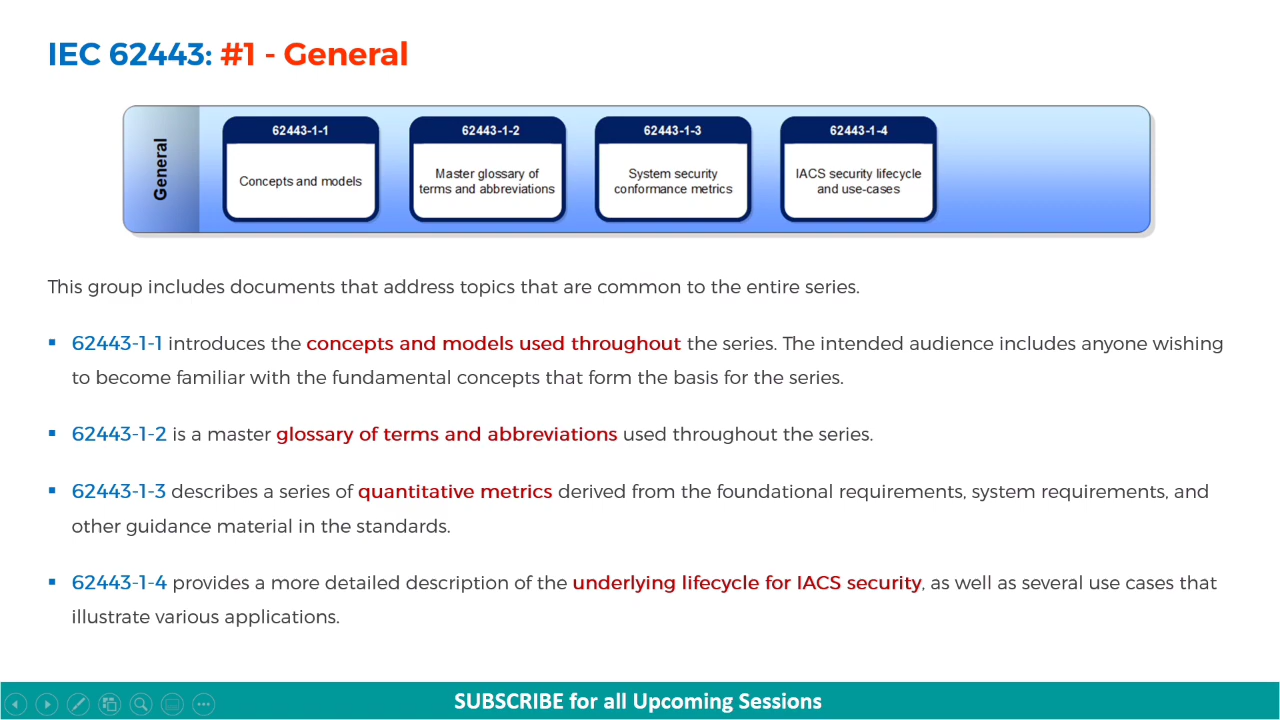 IEC 62443: #1 - General
General
62443-1-1
Concepts and models
62443-1-2
Master glossary of
terms and abbreviations
62443-1-3
System security
conformance metrics
62443-1-4
IACS security lifecycle
and use-cases
This group includes documents that address topics that are common to the entire series.
▪ 62443-1-1 introduces the concepts and models used throughout the series. The intended audience includes anyone wishing
to become familiar with the fundamental concepts that form the basis for the series.
▪ 62443-1-2 is a master glossary of terms and abbreviations used throughout the series.
▪ 62443-1-3 describes a series of quantitative metrics derived from the foundational requirements, system requirements, and
other guidance material in the standards.
▪ 62443-1-4 provides a more detailed description of the underlying lifecycle for IACS security, as well as several use cases that
illustrate various applications.
SUBSCRIBE for all Upcoming Sessions